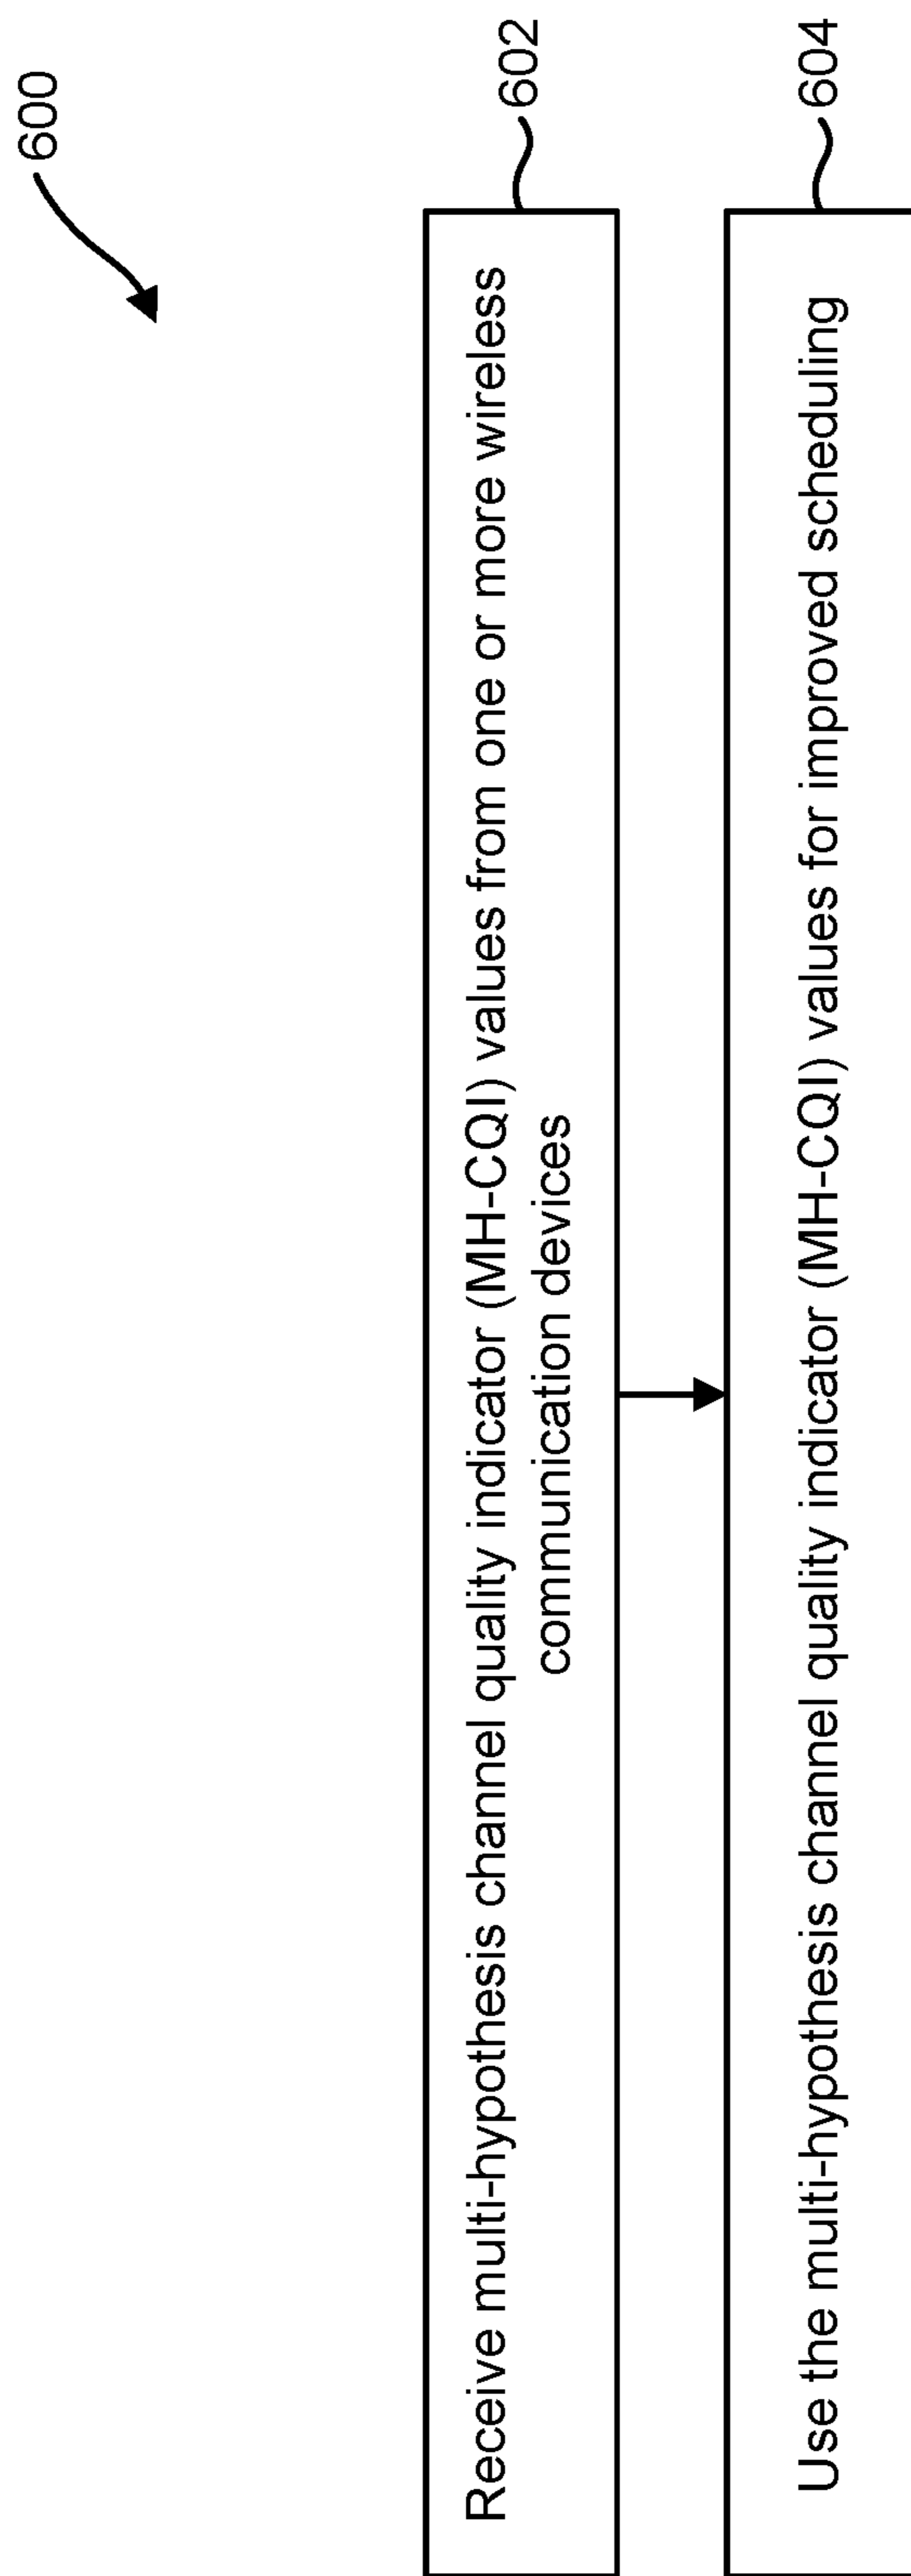 600
Receive multi-hypothesis channel quality indicator (MH-CQI) values from one or more wireless
communication devices
602
Use the multi-hypothesis channel quality indicator (MH-CQI) values for improved scheduling
604